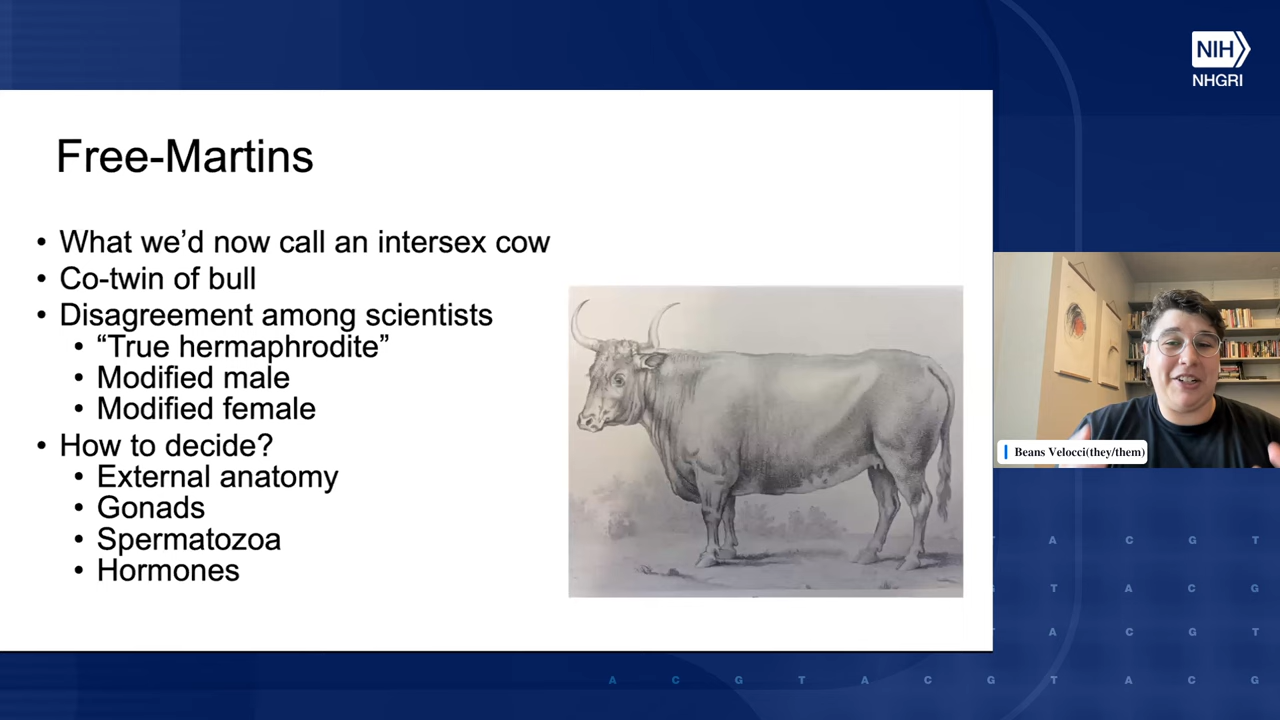 NIH
NHGRI
Free-Martins
• What we’d now call an intersex cow
• Co-twin of bull
• Disagreement among scientists
• “True hermaphrodite”
• Modified male
• Modified female
• How to decide?
• External anatomy
• Gonads
• Spermatozoa
• Hormones
Beans Velocci(they/them)
T A C G T
G T A C G
T A C G T
A C G T A C G T A C G